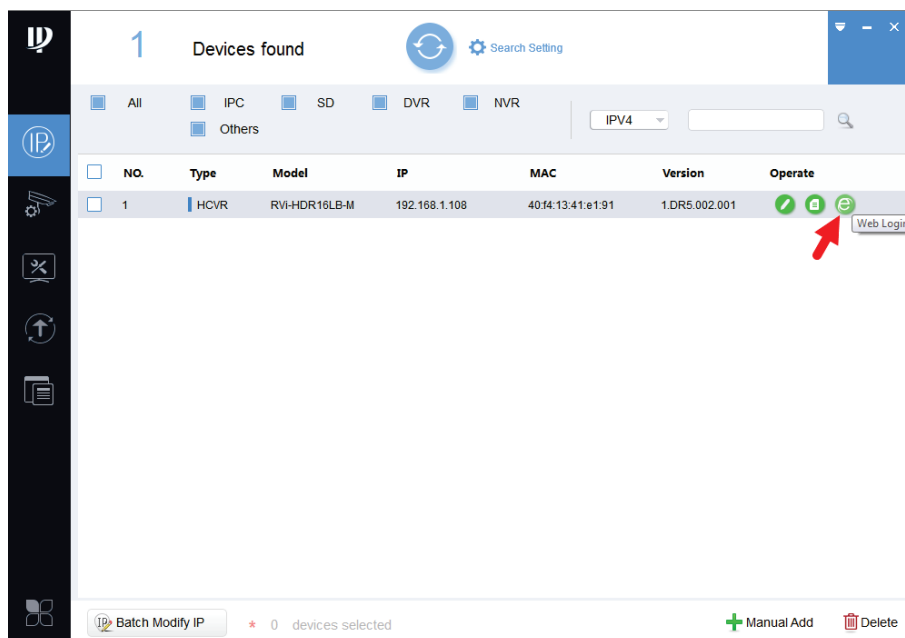 1 Devices found Search Setting
All IPC SD DVR NVR
Others
IPV4
IP
NO. Type Model IP MAC Version Operate
1 HCVR RVi-HDR16LB-M 192.168.1.108 40:f4:13:41:e1:91 1.DR5.002.001
Web Login
IP Batch Modify IP * 0 devices selected Manual Add Delete